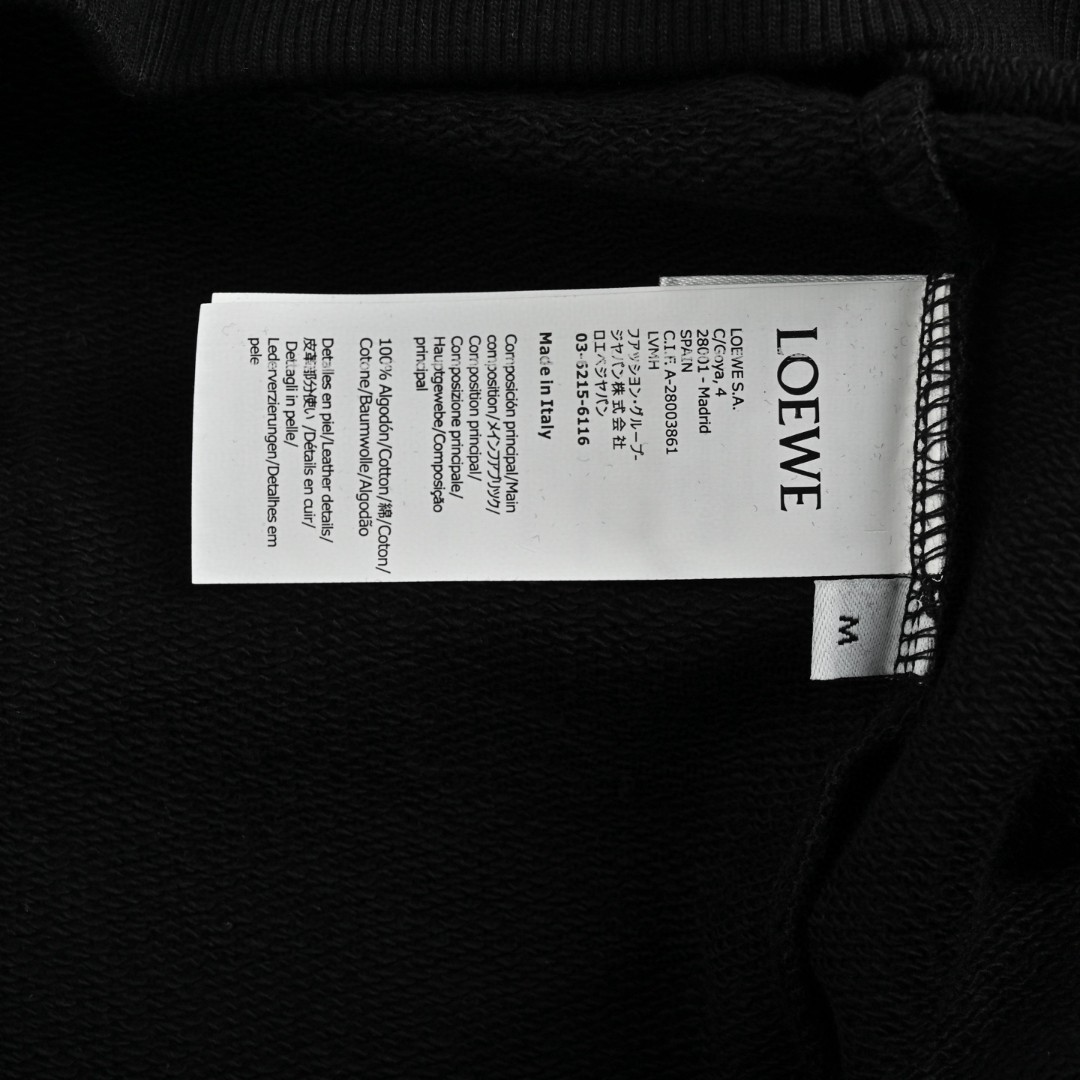 LOEWE
LOEWE S.A.
C/Goya, 4
28001 - Madrid
SPAIN
C.I.F. A-28003861
LVMH
ファッション・グループ-
ジャパン株式会社
ロエベジャパン
03-6215-6116
Made in Italy
Composición principal/Main
composition/メインファブリック/
Composition principal/
Composizione principale/
Hauptgewebe/Composição
principal
100% Algodón/Cotton/綿/Coton/
Cotone/Baumwolle/Algodão
Detalles en piel/Leather details/
皮革部分使い/Détails en cuir/
Dettagli in pelle/
Lederverzierungen/Detalhes em
pele
M